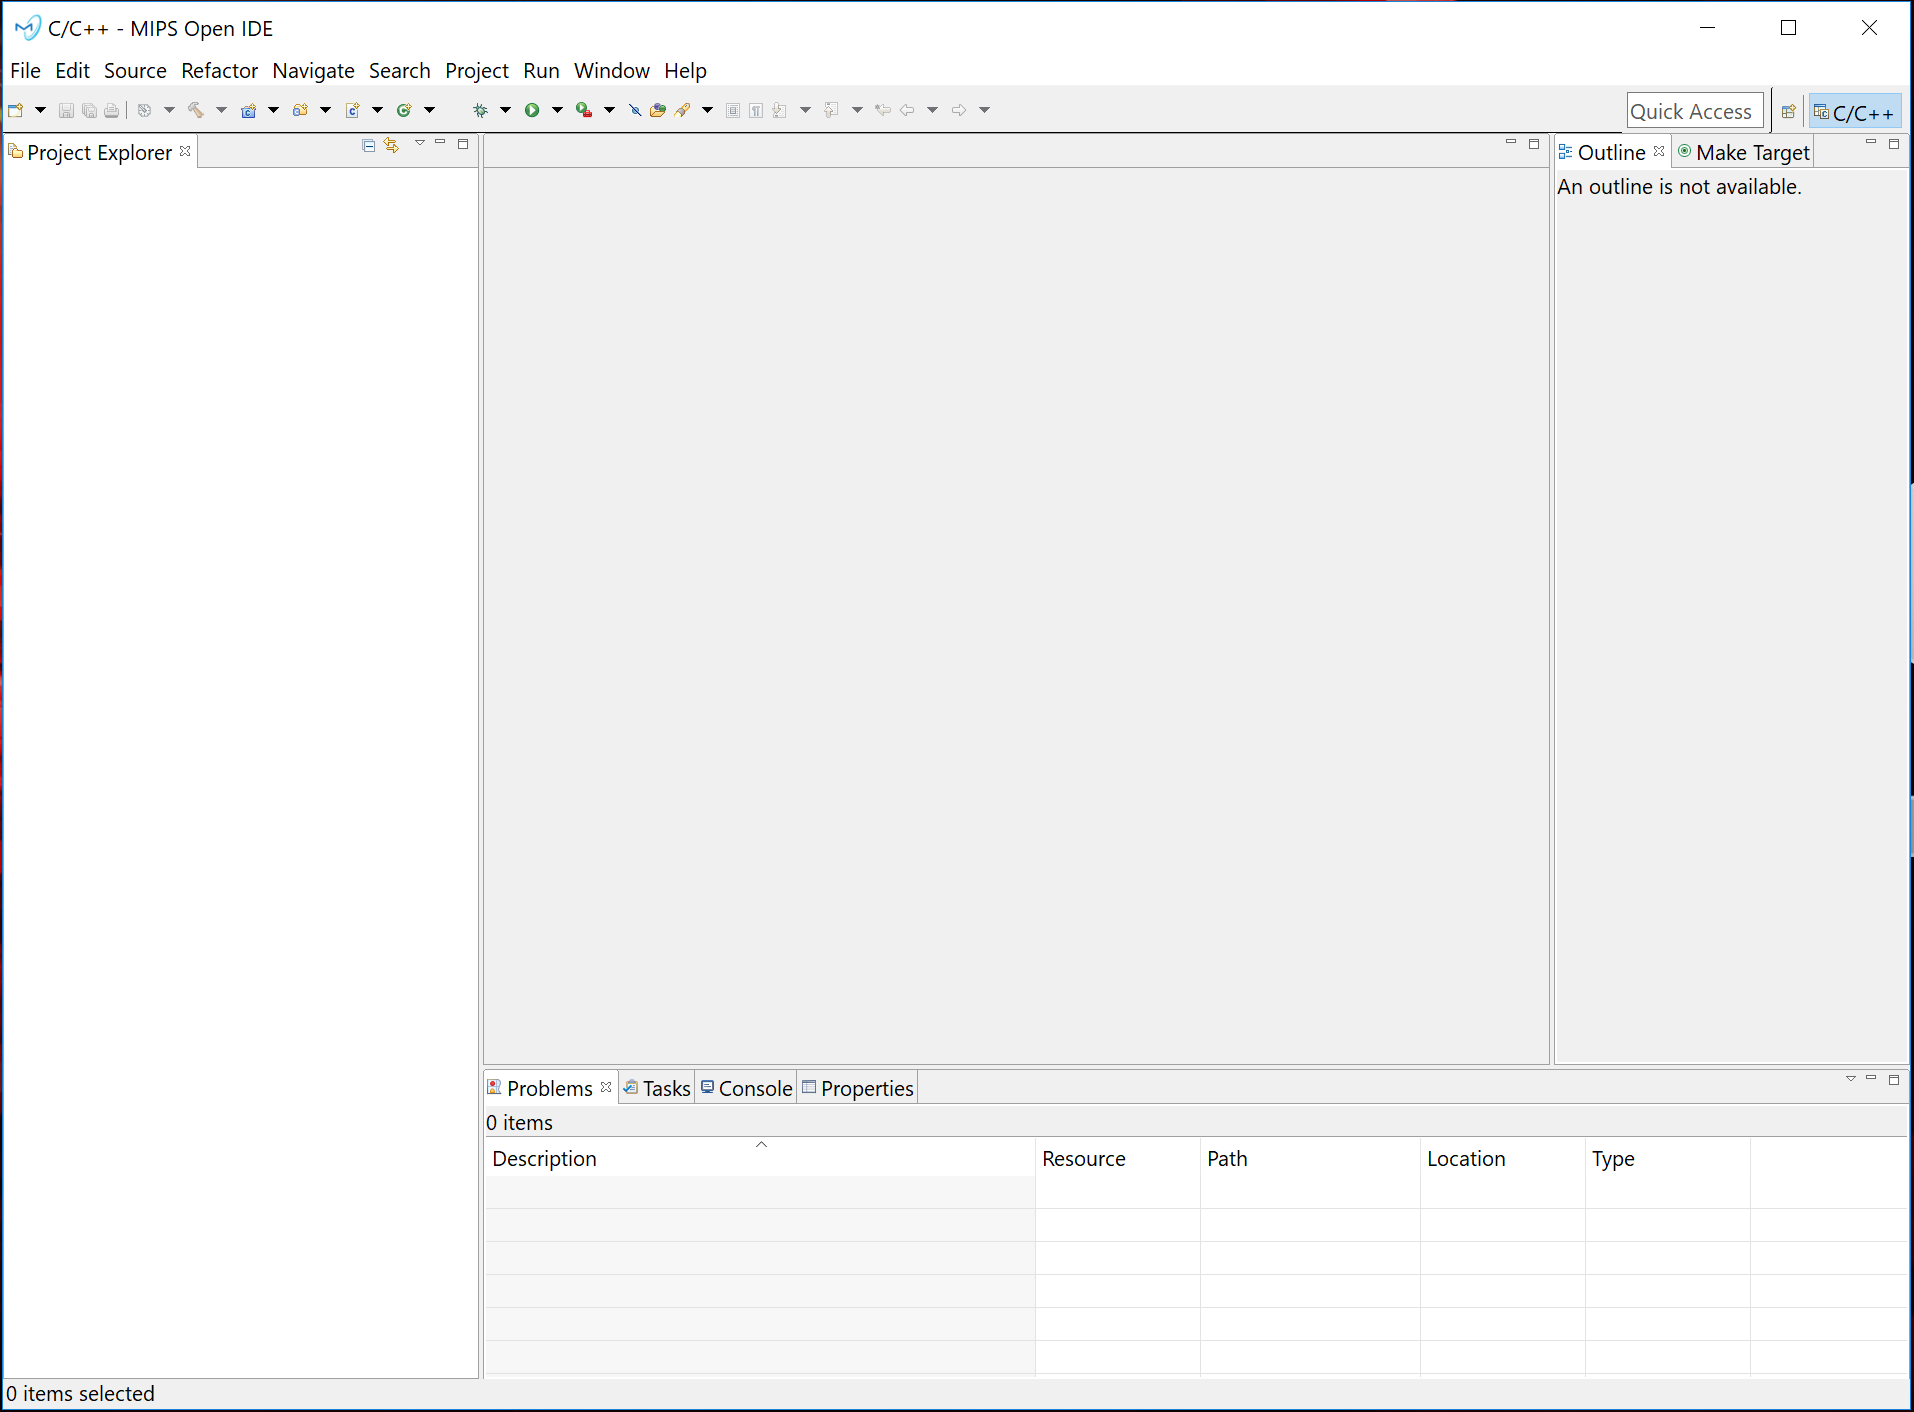 C/C++ - MIPS Open IDE
File Edit Source Refactor Navigate Search Project Run Window Help
Quick Access
C/C++
Project Explorer
Outline
Make Target
An outline is not available.
Problems
Tasks
Console
Properties
0 items
Description Resource Path Location Type
0 items selected